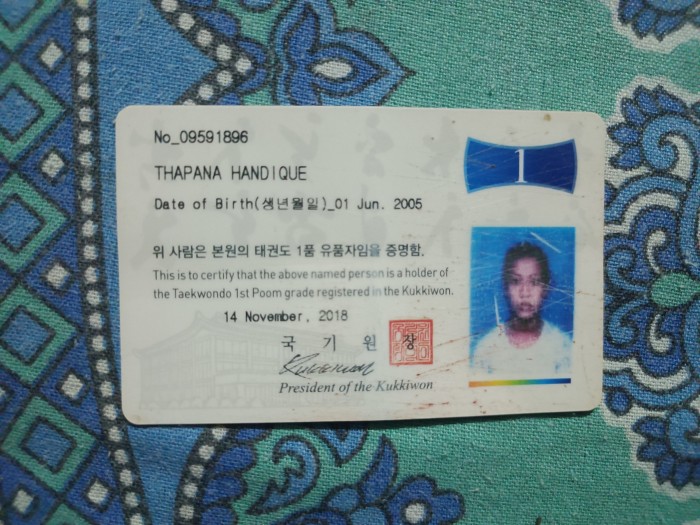 No_09591896
1
THAPANA HANDIQUE
Date of Birth(생년월일)_01 Jun. 2005
위 사람은 본원의 태권도 1품 유품자임을 증명함.
This is to certify that the above named person is a holder of
the Taekwondo 1st Poom grade registered in the Kukkiwon.
14 November, 2018
국 기 원 장
President of the Kukkiwon